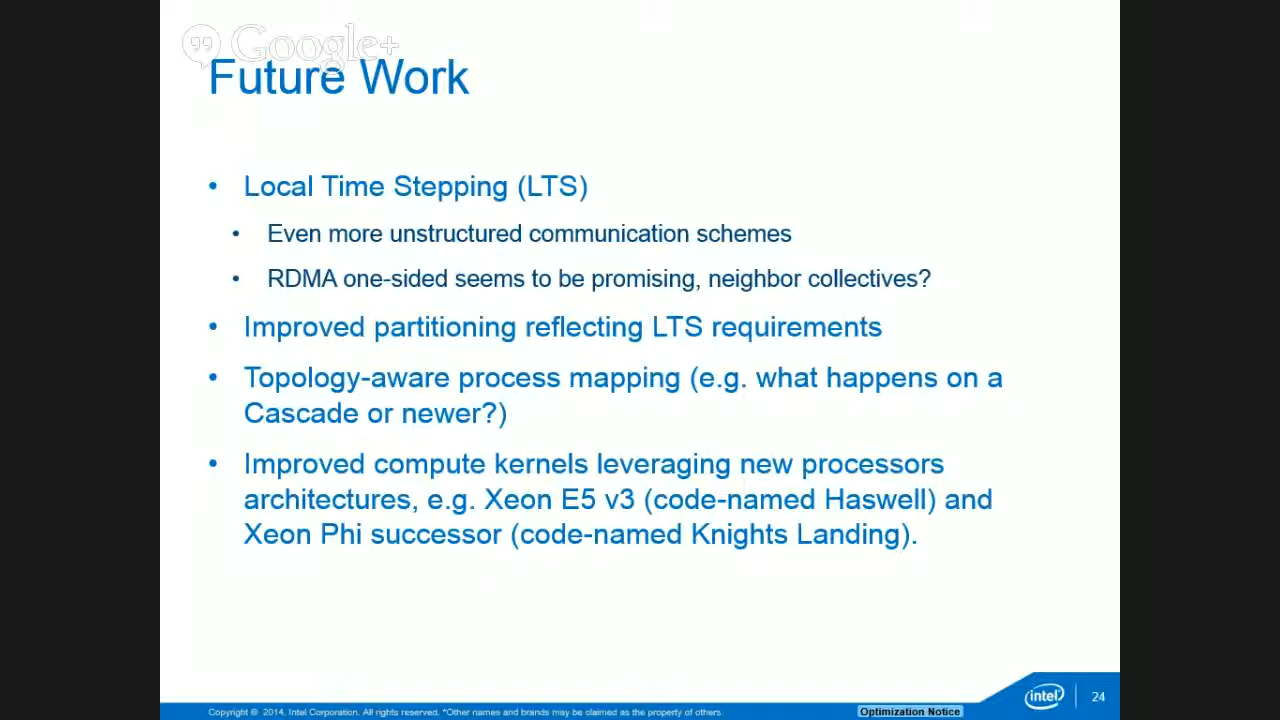 Google+
Future Work
• Local Time Stepping (LTS)
• Even more unstructured communication schemes
• RDMA one-sided seems to be promising, neighbor collectives?
• Improved partitioning reflecting LTS requirements
• Topology-aware process mapping (e.g. what happens on a
Cascade or newer?)
• Improved compute kernels leveraging new processors
architectures, e.g. Xeon E5 v3 (code-named Haswell) and
Xeon Phi successor (code-named Knights Landing).
Copyright © 2014, Intel Corporation. All rights reserved. *Other names and brands may be claimed as the property of others.
Optimization Notice
intel
24